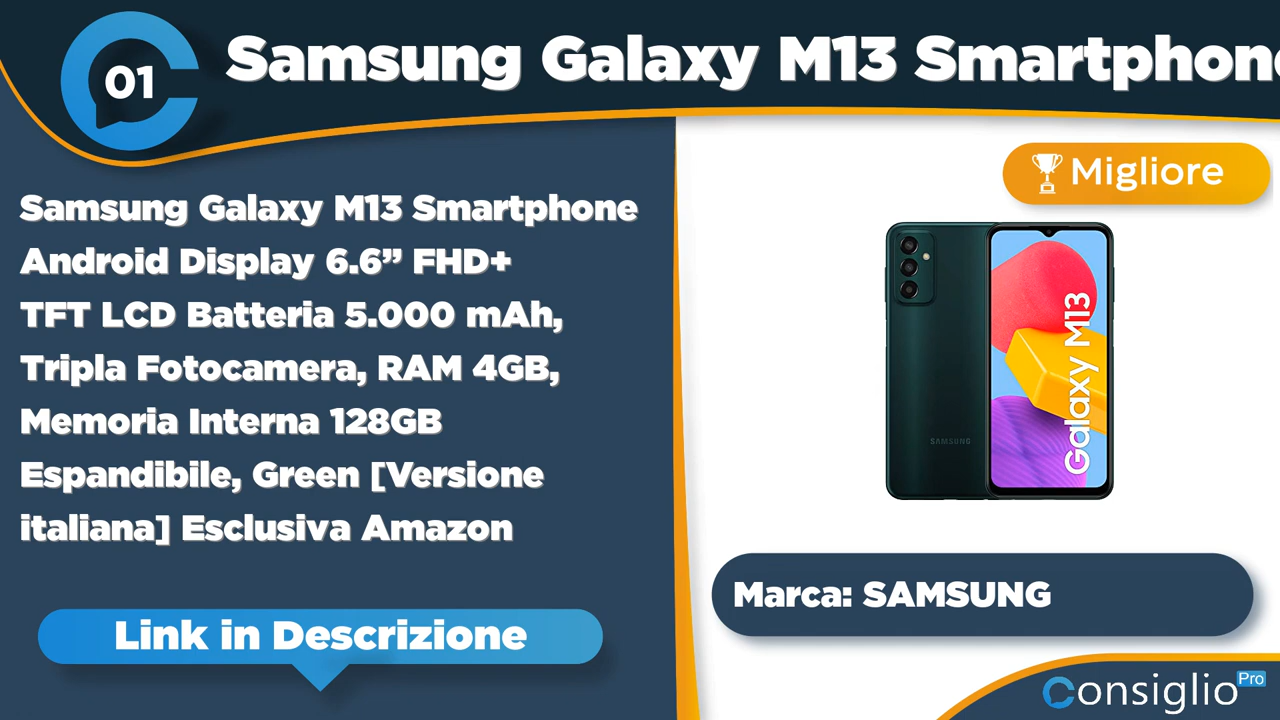 01
Samsung Galaxy M13 Smartphone
Samsung Galaxy M13 Smartphone
Android Display 6.6” FHD+
TFT LCD Batteria 5.000 mAh,
Tripla Fotocamera, RAM 4GB,
Memoria Interna 128GB
Espandibile, Green [Versione
italiana] Esclusiva Amazon
Link in Descrizione
Migliore
SAMSUNG
Galaxy M13
Marca: SAMSUNG
Consiglio Pro